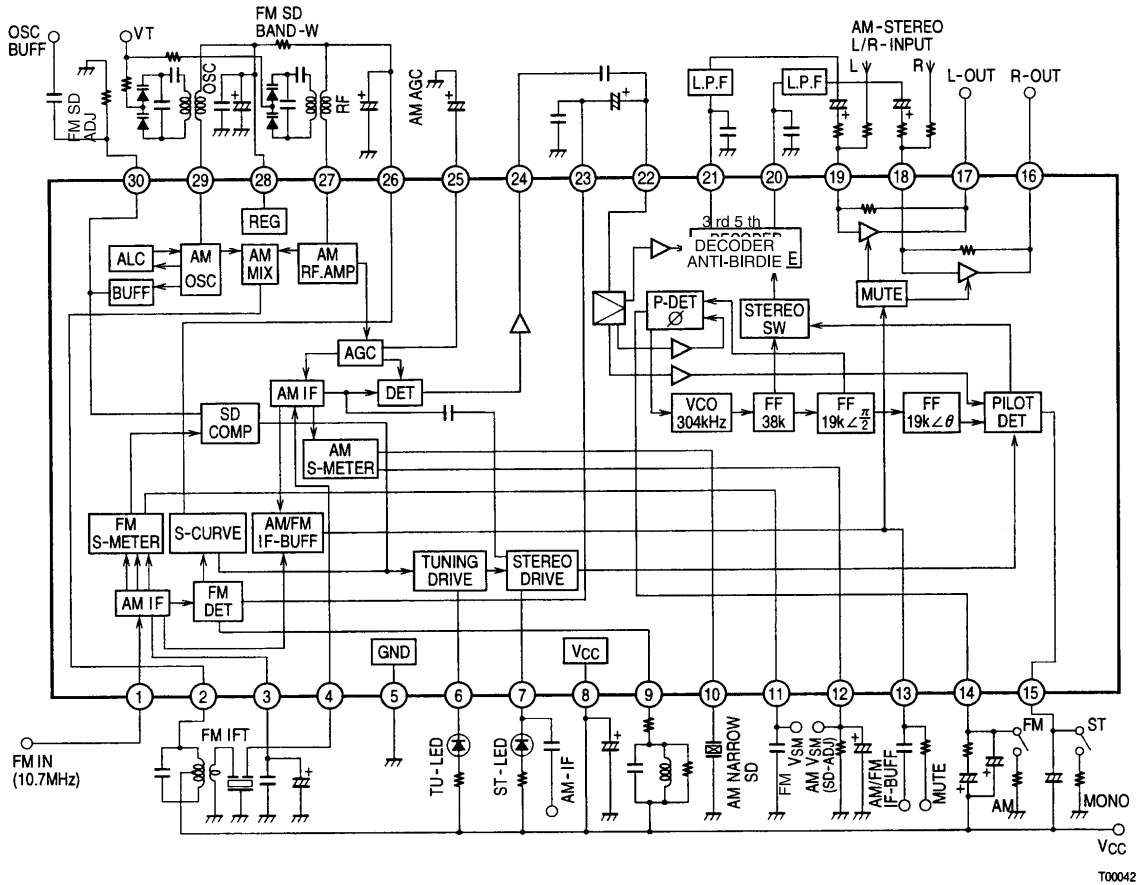 OSC
BUFF
VT
FM SD
BAND-W
FM SD
ADJ
OSC
RF
AM AGC
L.P.F
L.P.F
AM-STEREO
L/R-INPUT
L
R
L-OUT
R-OUT
+
+
+
+
+
+
30
29
28
27
26
25
24
23
22
21
20
19
18
17
16
REG
ALC
AM
OSC
AM
MIX
AM
RF.AMP
BUFF
3 rd 5 th
DECODER
ANTI-BIRDIE
E
MUTE
P-DET
Ø
STEREO
SW
AGC
AM IF
DET
VCO
304kHz
FF
38k
FF
19k∠π/2
FF
19k∠θ
PILOT
DET
SD
COMP
AM
S-METER
FM
S-METER
S-CURVE
AM/FM
IF-BUFF
TUNING
DRIVE
STEREO
DRIVE
AM IF
FM
DET
GND
VCC
1
2
3
4
5
6
7
8
9
10
11
12
13
14
15
FM IN
(10.7MHz)
FM IFT
+
TU-LED
ST-LED
AM-IF
+
AM NARROW
SD
FM VSM
AM VSM
(SD-ADJ)
+
AM/FM
IF-BUFF
MUTE
+
+
FM
AM
ST
MONO
VCC
T00042